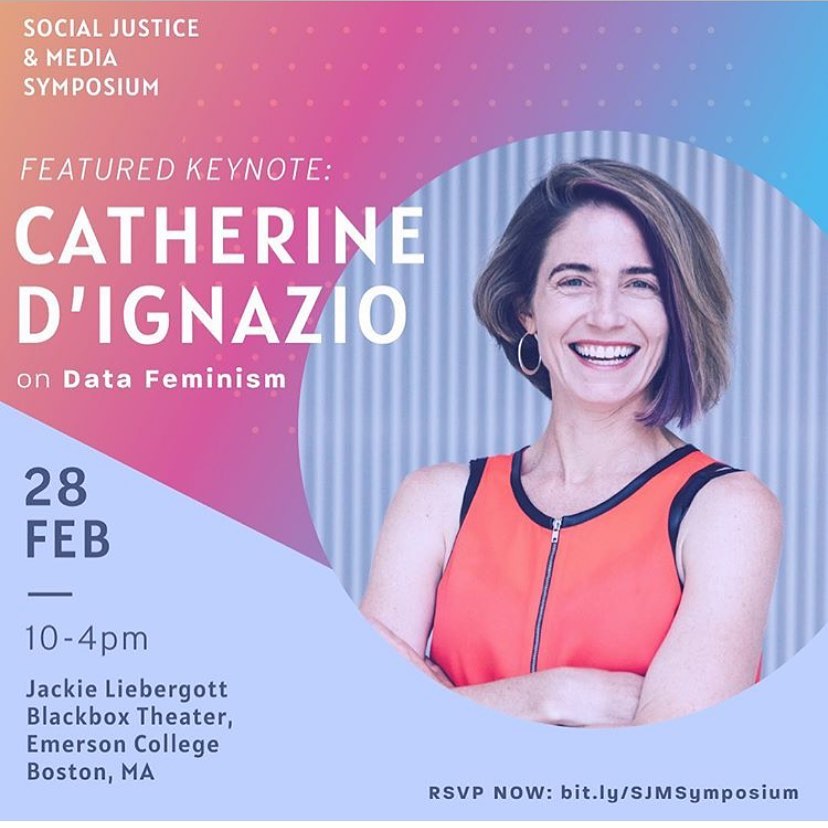 SOCIAL JUSTICE
& MEDIA
SYMPOSIUM
FEATURED KEYNOTE:
CATHERINE
D'IGNAZIO
on Data Feminism
28
FEB
10-4pm
Jackie Liebergott
Blackbox Theater,
Emerson College
Boston, MA
RSVP NOW: bit.ly/SJMSymposium